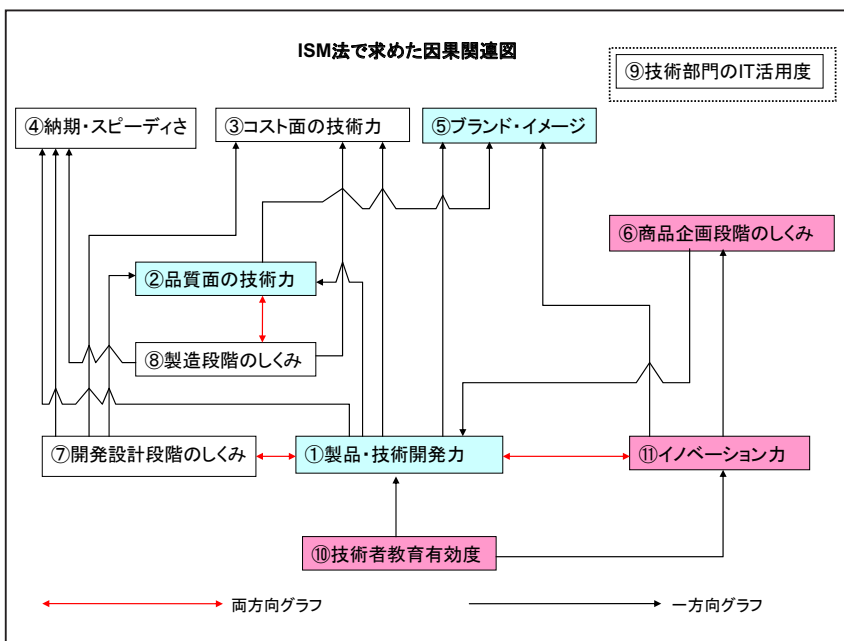 ISM法で求めた因果関連図
⑨技術部門のIT活用度
④納期・スピーディさ
③コスト面の技術力
⑤ブランド・イメージ
⑥商品企画段階のしくみ
②品質面の技術力
⑧製造段階のしくみ
⑦開発設計段階のしくみ
①製品・技術開発力
⑪イノベーション力
⑩技術者教育有効度
両方向グラフ
一方向グラフ